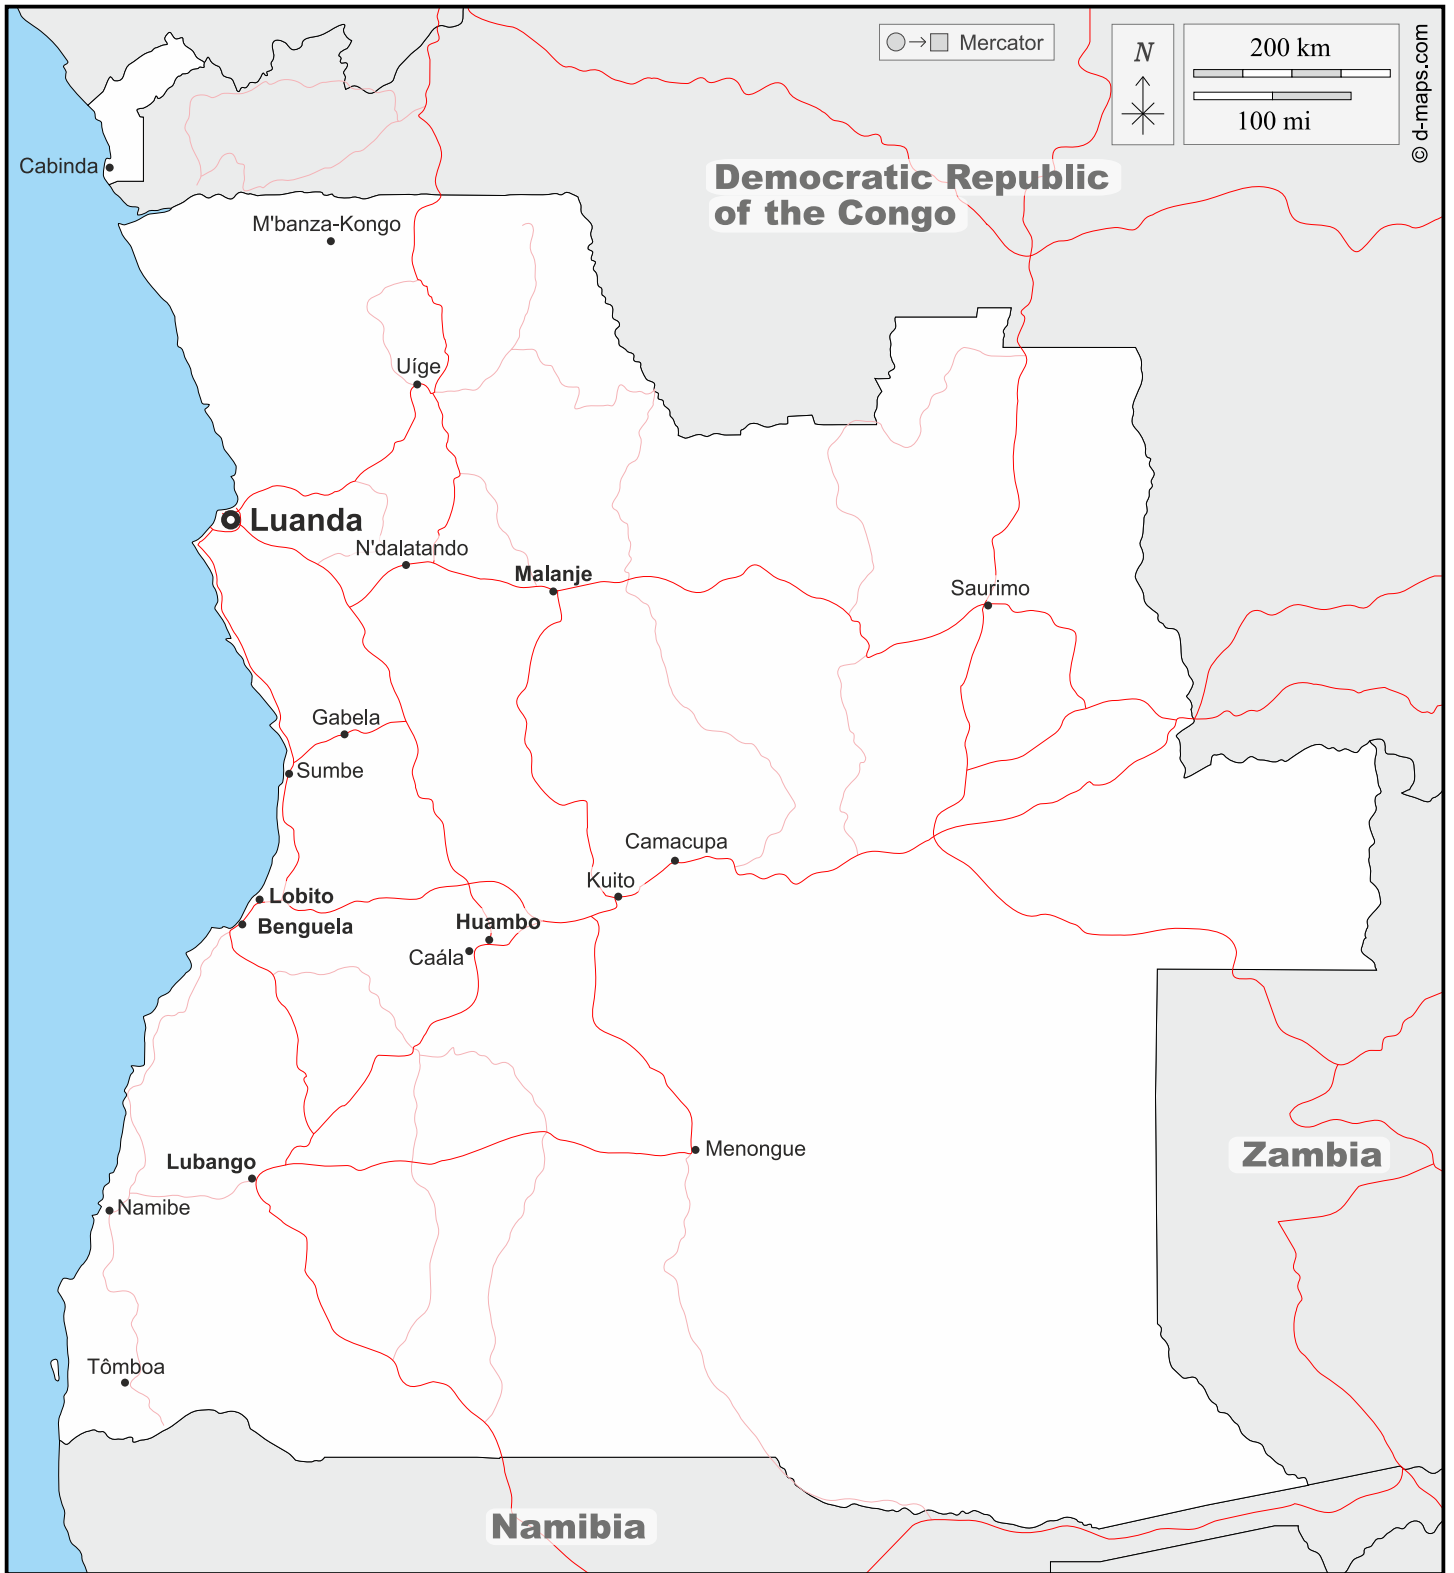 Mercator
N
200 km
100 mi
© d-maps.com
Cabinda
Democratic Republic
of the Congo
M'banza-Kongo
Uíge
Luanda
N'dalatando
Malanje
Saurimo
Gabela
Sumbe
Camacupa
Kuito
Lobito
Benguela
Huambo
Caála
Menongue
Zambia
Lubango
Namibe
Tômboa
Namibia